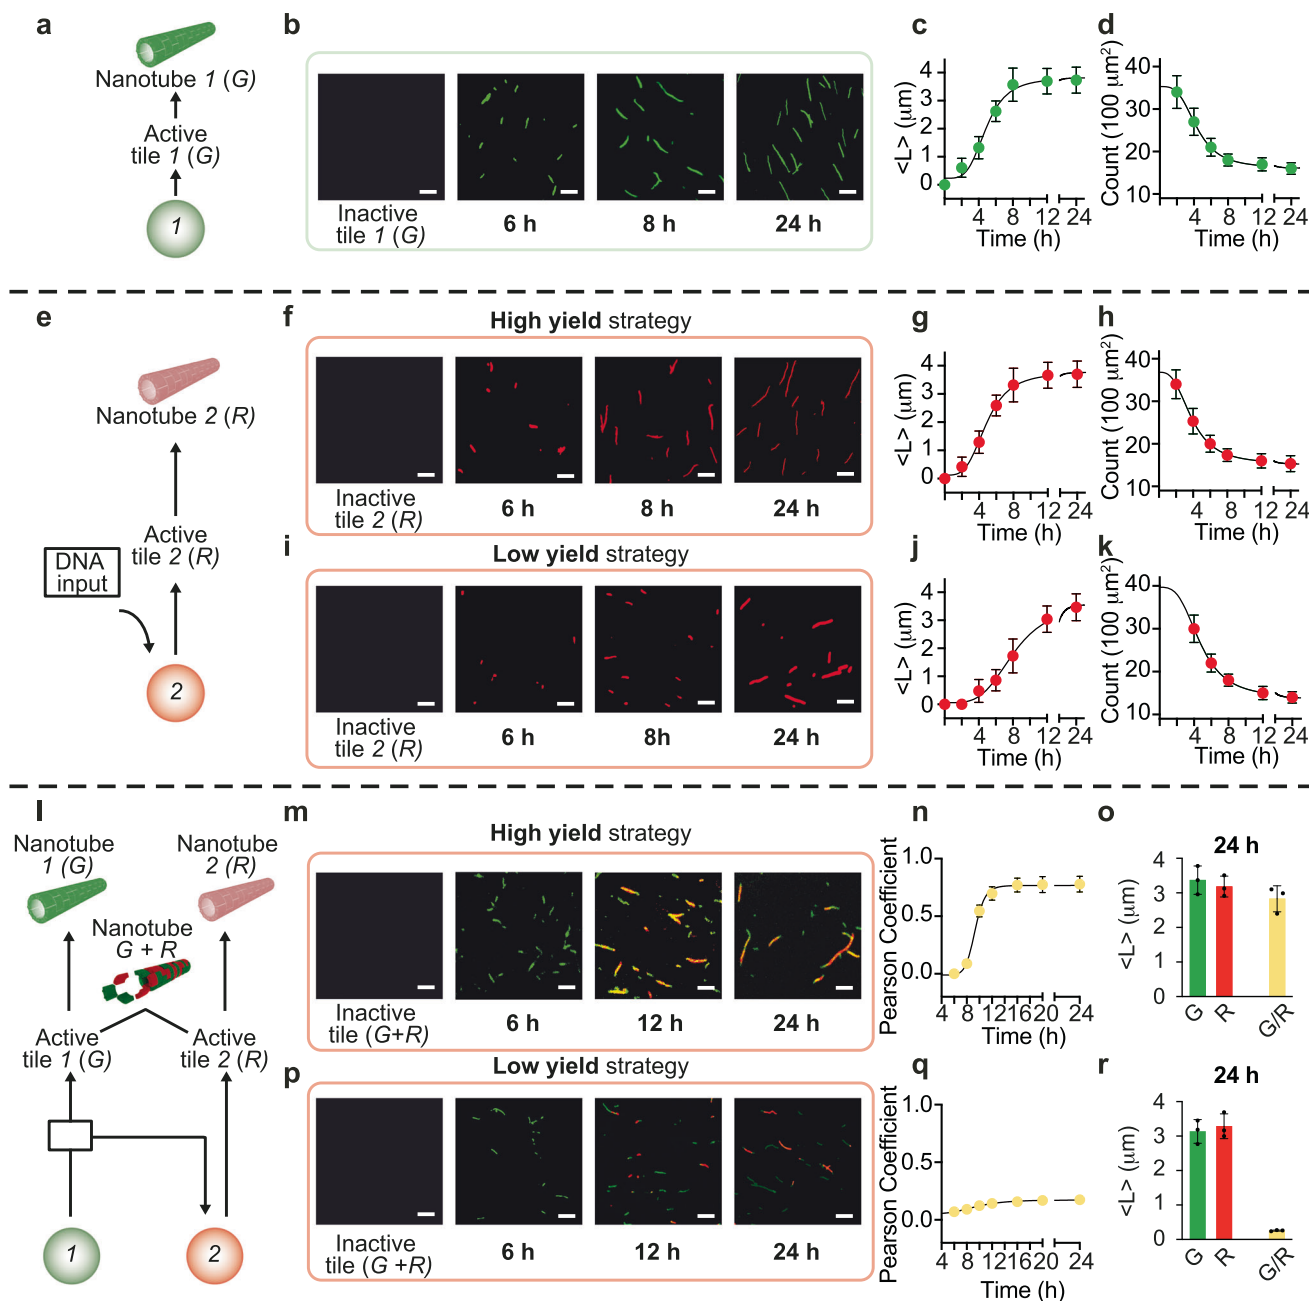 a
Nanotube 1 (G)
Active
tile 1 (G)
1
b
Inactive
tile 1 (G)
6 h
8 h
24 h
c
<L> (μm)
4
3
2
1
0
4 8 12 24
Time (h)
d
Count (100 μm²)
40
30
20
10
4 8 12 24
Time (h)
e
Nanotube 2 (R)
Active
tile 2 (R)
DNA
input
2
f
High yield strategy
Inactive
tile 2 (R)
6 h
8 h
24 h
g
<L> (μm)
4
3
2
1
0
4 8 12 24
Time (h)
h
Count (100 μm²)
40
30
20
10
4 8 12 24
Time (h)
i
Low yield strategy
Inactive
tile 2 (R)
6 h
8h
24 h
j
<L> (μm)
4
3
2
1
0
4 8 12 24
Time (h)
k
Count (100 μm²)
40
30
20
10
4 8 12 24
Time (h)
l
Nanotube
1 (G)
Nanotube
2 (R)
Nanotube
G + R
Active
tile 1 (G)
Active
tile 2 (R)
1
2
m
High yield strategy
Inactive
tile (G+R)
6 h
12 h
24 h
n
Pearson Coefficient
1.0
0.5
0.0
4 8 12 16 20 24
Time (h)
o
24 h
<L> (μm)
4
3
2
1
0
G
R
G/R
p
Low yield strategy
Inactive
tile (G +R)
6 h
12 h
24 h
q
Pearson Coefficient
1.0
0.5
0.0
4 8 12 16 20 24
Time (h)
r
24 h
<L> (μm)
4
3
2
1
0
G
R
G/R